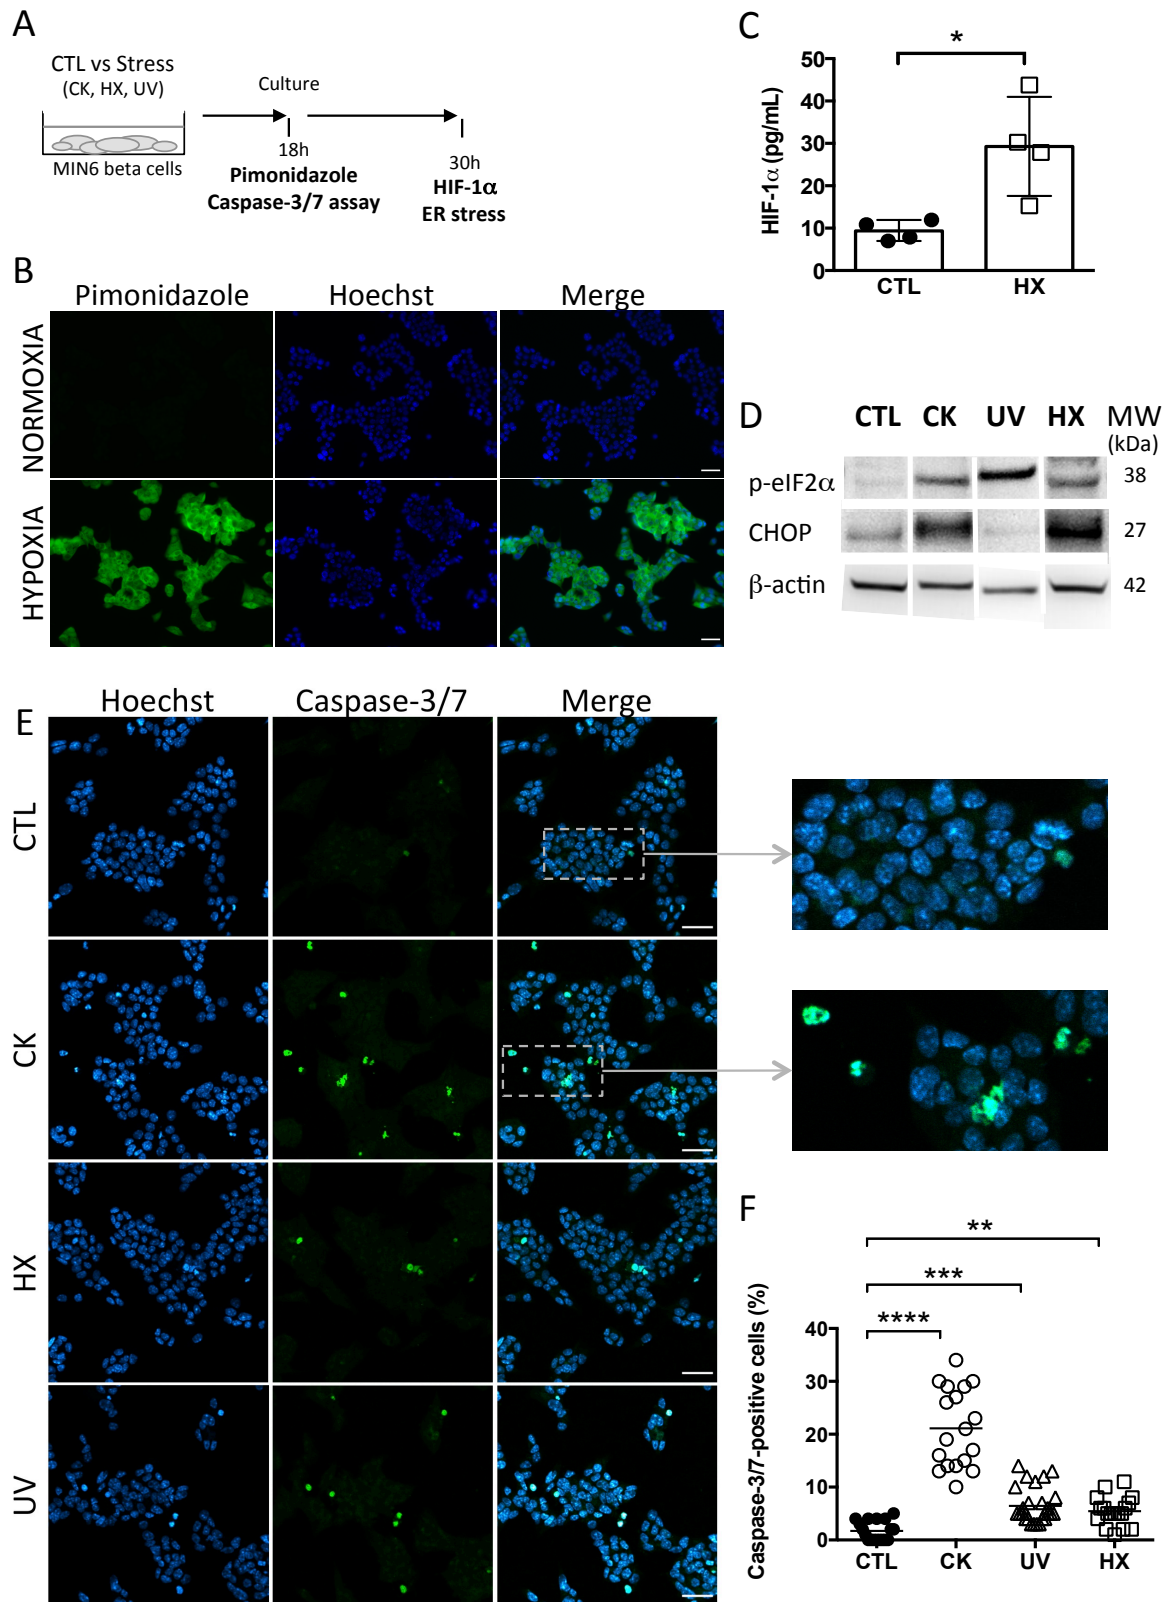 A
CTL vs Stress
(CK, HX, UV)
Culture
MIN6 beta cells
18h
Pimonidazole
Caspase-3/7 assay
30h
HIF-1α
ER stress
B
Pimonidazole Hoechst Merge
NORMOXIA
HYPOXIA
C
*
HIF-1α (pg/mL)
50
40
30
20
10
0
CTL HX
D
CTL CK UV HX MW
(kDa)
p-eIF2α 38
CHOP 27
β-actin 42
E
Hoechst Caspase-3/7 Merge
CTL
CK
HX
UV
F
**
***
****
Caspase-3/7-positive cells (%)
40
30
20
10
0
CTL CK UV HX